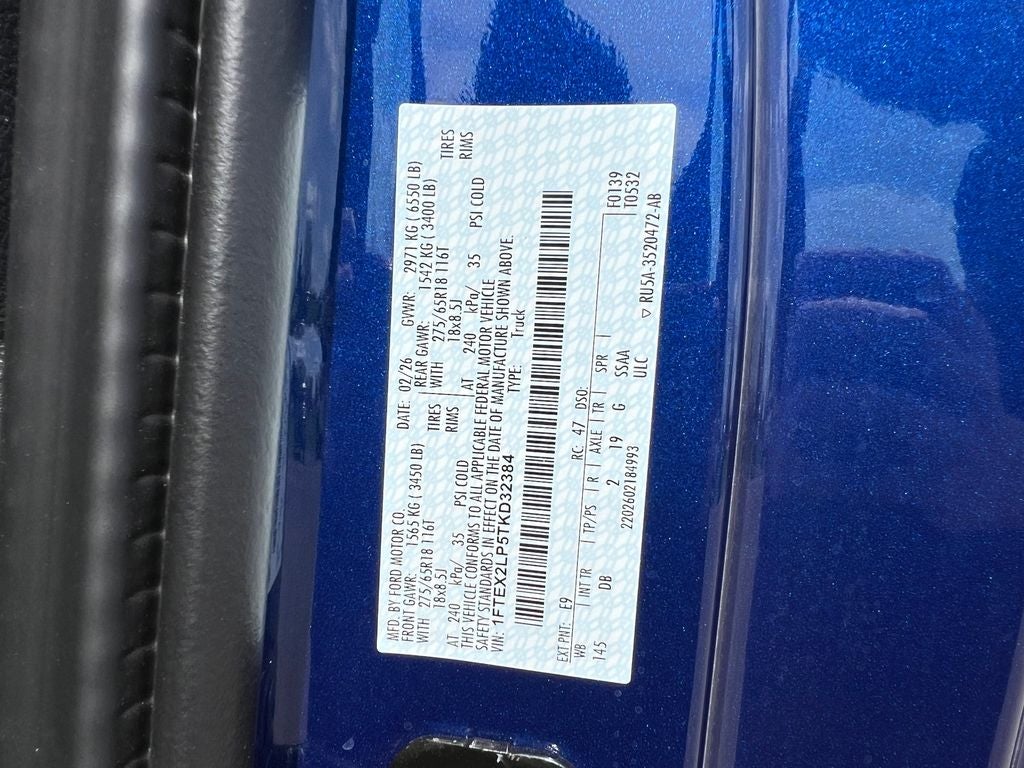 MFD. BY FORD MOTOR CO.
DATE: 02/26 GVWR: 2971 KG ( 6550 LB)
FRONT GAWR: 1565 KG ( 3450 LB) REAR GAWR: 1542 KG ( 3400 LB)
WITH 275/65R18 116T TIRES WITH 275/65R18 116T TIRES
18x8.5J RIMS 18x8.5J RIMS
AT 240 kPa/ 35 PSI COLD AT 240 kPa/ 35 PSI COLD
THIS VEHICLE CONFORMS TO ALL APPLICABLE FEDERAL MOTOR VEHICLE
SAFETY STANDARDS IN EFFECT ON THE DATE OF MANUFACTURE SHOWN ABOVE.
VIN: 1FTEX2LP5TKD32384 TYPE: Truck
EXT PNT: E9 RC: 47 DSO: F0139
WB INT TR TP/PS R AXLE TR SPR T0532
145 DB 2 19 G SSAA
ULC
2202602184993 ▽ RU5A-3520472-AB